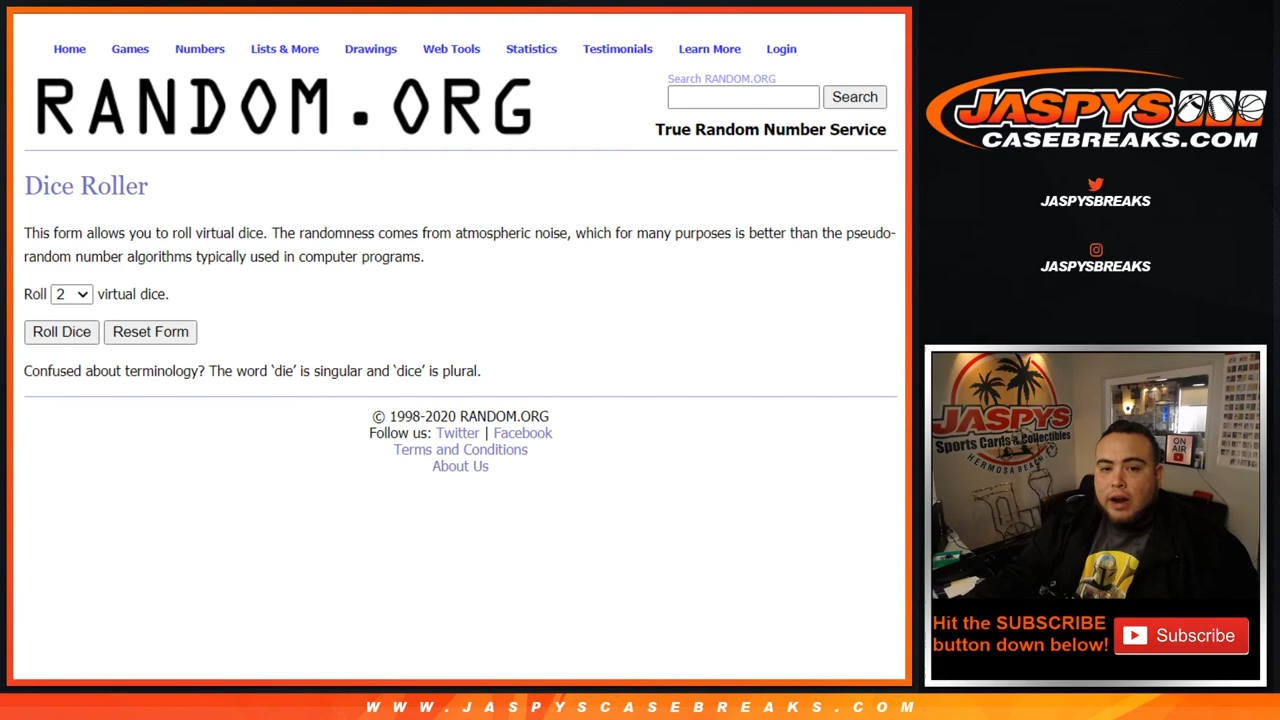 Home Games Numbers Lists & More Drawings Web Tools Statistics Testimonials Learn More Login
RANDOM.ORG
Search RANDOM.ORG
Search
True Random Number Service
Dice Roller
This form allows you to roll virtual dice. The randomness comes from atmospheric noise, which for many purposes is better than the pseudo-
random number algorithms typically used in computer programs.
Roll 2 virtual dice.
Roll Dice Reset Form
Confused about terminology? The word ‘die’ is singular and ‘dice’ is plural.
© 1998-2020 RANDOM.ORG
Follow us: Twitter | Facebook
Terms and Conditions
About Us
JASPYS
CASEBREAKS.COM
JASPYSBREAKS
JASPYSBREAKS
JASPYS
Sports Cards & Collectibles
HERMOSA BEACH, CA
ON
AIR
Hit the SUBSCRIBE
button down below!
Subscribe
WWW.JASPYSCASEBREAKS.COM